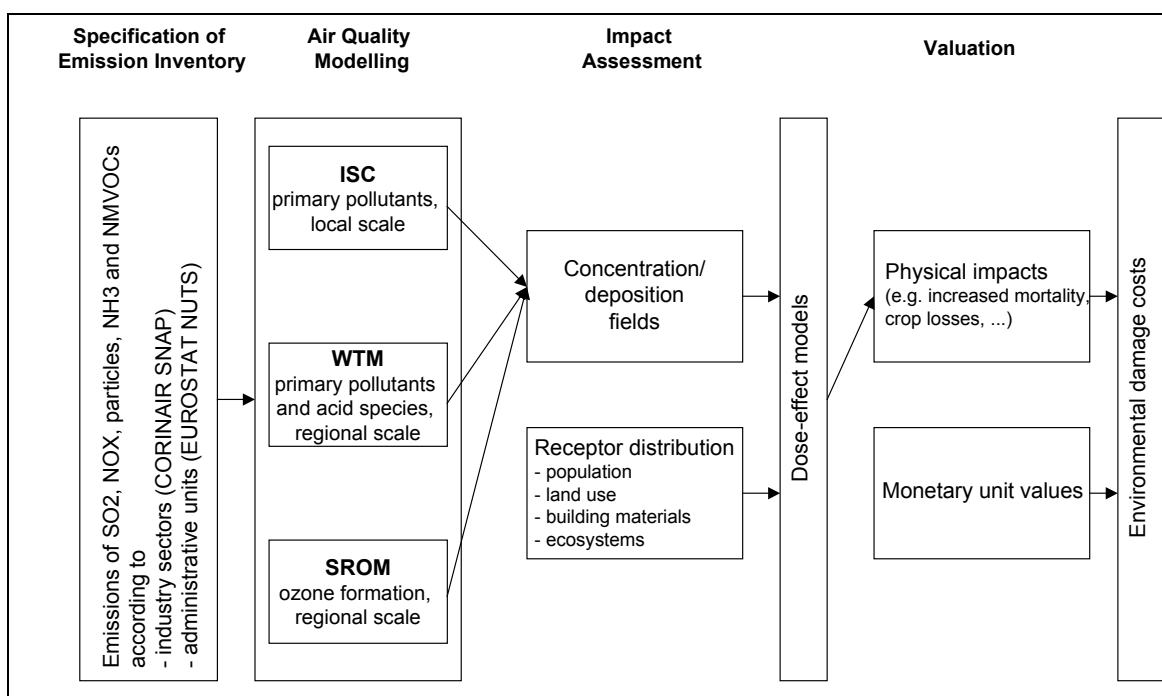 Specification of
Emission Inventory
Air Quality
Modelling
Impact
Assessment
Valuation
Emissions of SO2, NOX, particles, NH3 and NMVOCs
according to
- industry sectors (CORINAIR SNAP)
- administrative units (EUROSTAT NUTS)
ISC
primary pollutants,
local scale
WTM
primary pollutants
and acid species,
regional scale
SROM
ozone formation,
regional scale
Concentration/
deposition
fields
Receptor distribution
- population
- land use
- building materials
- ecosystems
Dose-effect models
Physical impacts
(e.g. increased mortality,
crop losses, ...)
Monetary unit values
Environmental damage costs